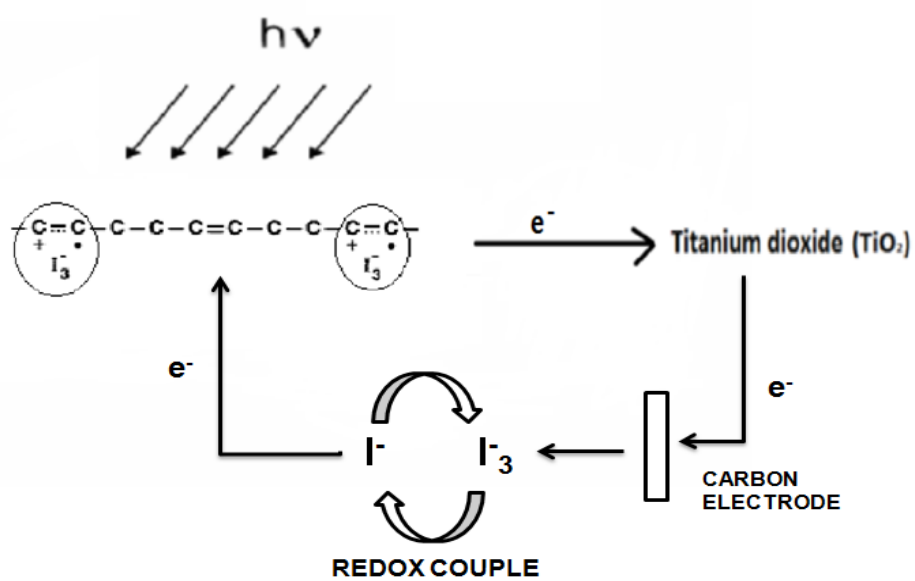 hν
–C=C–C–C–C=C–C–C–C=C–
+ •
I₃⁻
+ •
I₃⁻
e⁻
Titanium dioxide (TiO₂)
e⁻
e⁻
I⁻
I⁻₃
CARBON
ELECTRODE
REDOX COUPLE